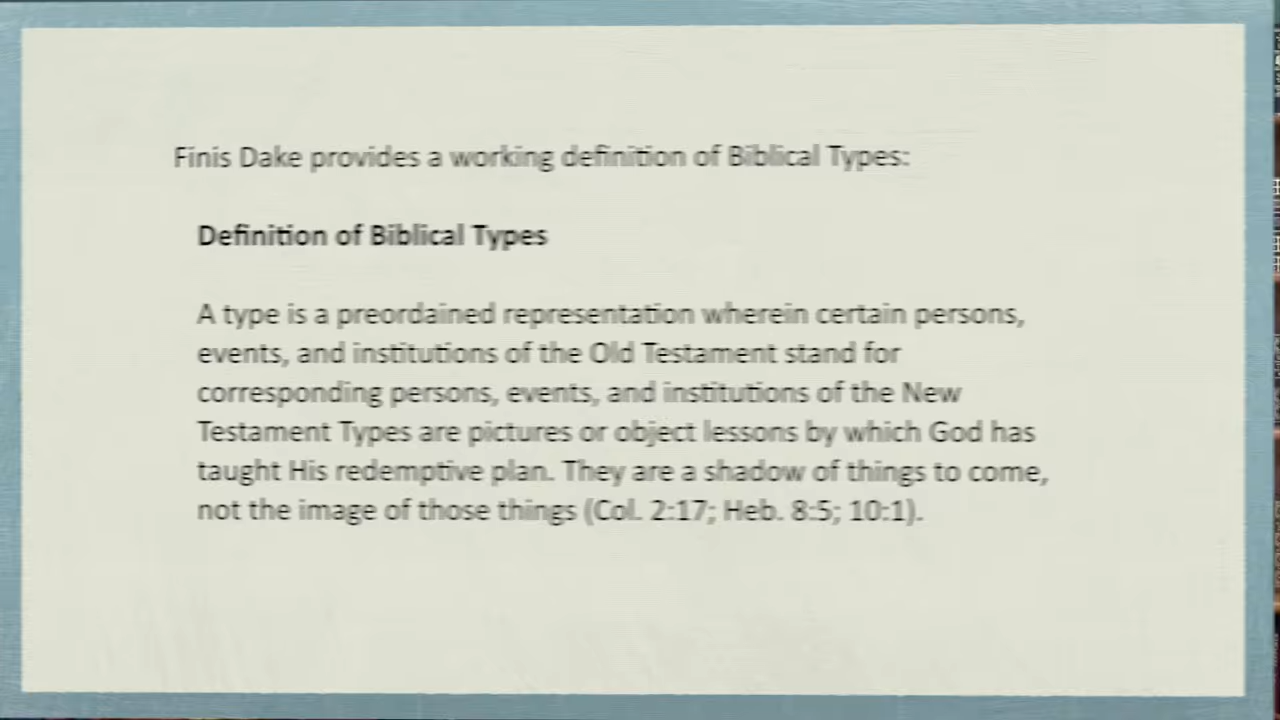 Finis Dake provides a working definition of Biblical Types:
Definition of Biblical Types
A type is a preordained representation wherein certain persons,
events, and institutions of the Old Testament stand for
corresponding persons, events, and institutions of the New
Testament Types are pictures or object lessons by which God has
taught His redemptive plan. They are a shadow of things to come,
not the image of those things (Col. 2:17; Heb. 8:5; 10:1).